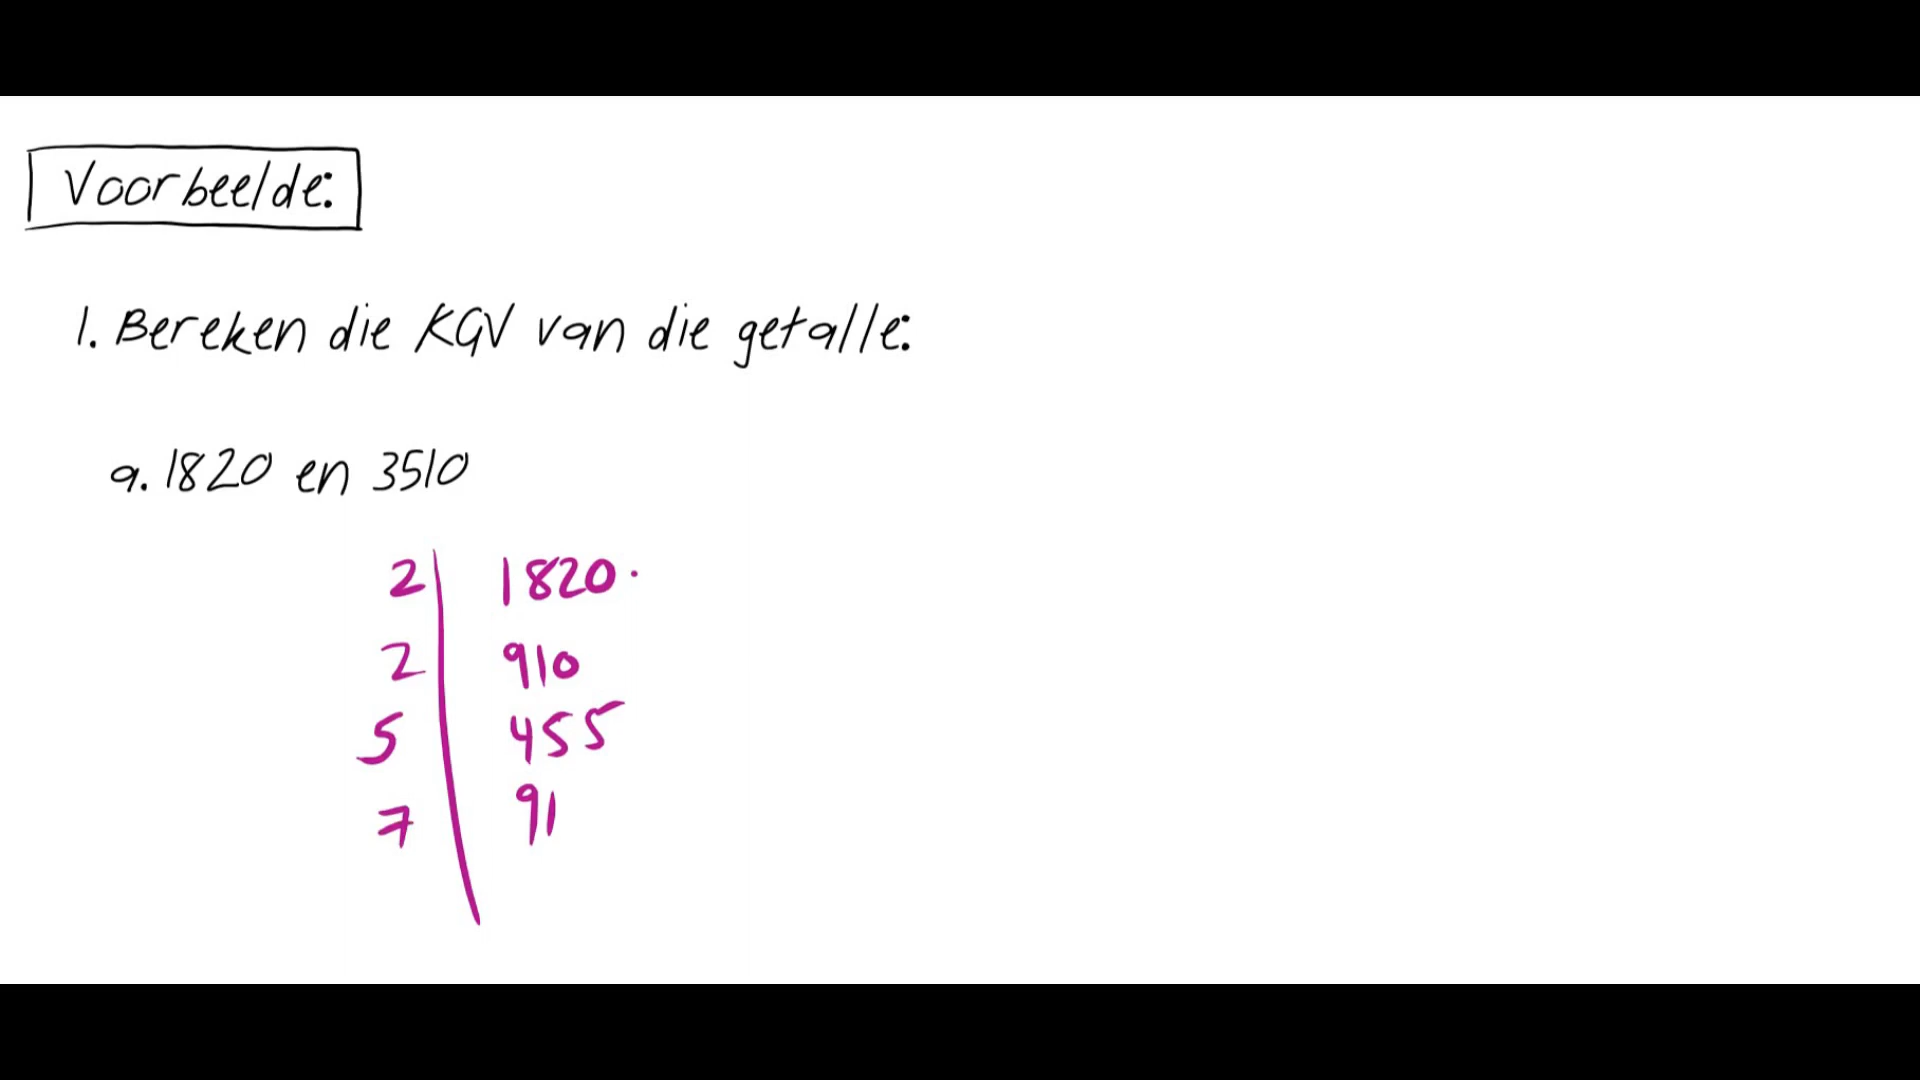 Voorbeelde:
1. Bereken die KGV van die getalle:
a. 1820 en 3510
2 | 1820
2 | 910
5 | 455
7 | 91